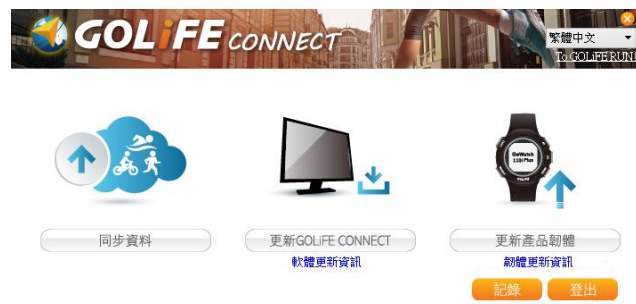 GOLiFE CONNECT
繁體中文
To GOLiFE RUN!
GoWatch
110i Plus
GOLiFE
同步資料
更新GOLiFE CONNECT
更新產品韌體
軟體更新資訊
韌體更新資訊
記錄
登出